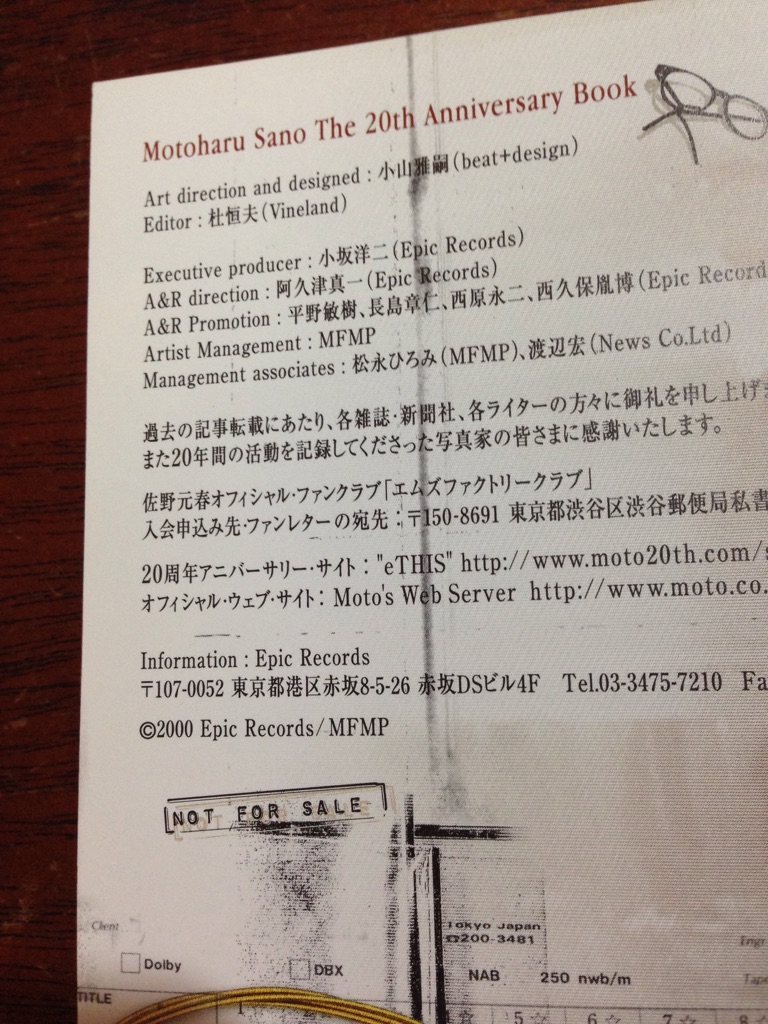 Motoharu Sano The 20th Anniversary Book
Art direction and designed : 小山雅嗣(beat+design)
Editor : 杜恒夫(Vineland)
Executive producer : 小坂洋二(Epic Records)
A&R direction : 阿久津真一(Epic Records)
A&R Promotion : 平野敏樹、長島章仁、西原永二、西久保胤博(Epic Record
Artist Management : MFMP
Management associates : 松永ひろみ(MFMP)、渡辺宏(News Co.Ltd)
過去の記事転載にあたり、各雑誌・新聞社、各ライターの方々に御礼を申し上げま
また20年間の活動を記録してくださった写真家の皆さまに感謝いたします。
佐野元春オフィシャル・ファンクラブ「エムズファクトリークラブ」
入会申込み先・ファンレターの宛先：〒150-8691 東京都渋谷区渋谷郵便局私書
20周年アニバーサリー・サイト："eTHIS" http://www.moto20th.com/s
オフィシャル・ウェブ・サイト：Moto's Web Server http://www.moto.co.
Information : Epic Records
〒107-0052 東京都港区赤坂8-5-26 赤坂DSビル4F Tel.03-3475-7210 Fa
©2000 Epic Records/MFMP
NOT FOR SALE
Client
Tokyo Japan
☎200-3481
Engr
Dolby DBX NAB 250 nwb/m Tape
TITLE
1 5☆ 6☆ 7☆ 8☆